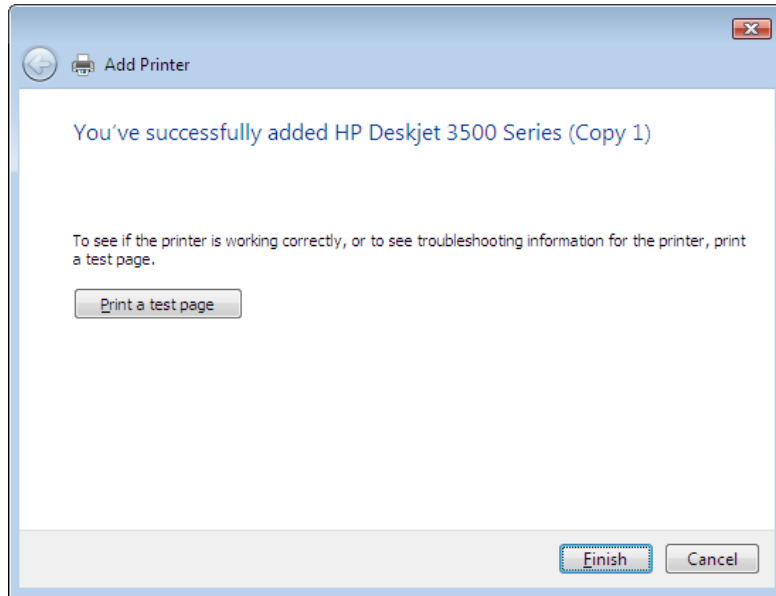 Add Printer
You've successfully added HP Deskjet 3500 Series (Copy 1)
To see if the printer is working correctly, or to see troubleshooting information for the printer, print
a test page.
Print a test page
Finish Cancel